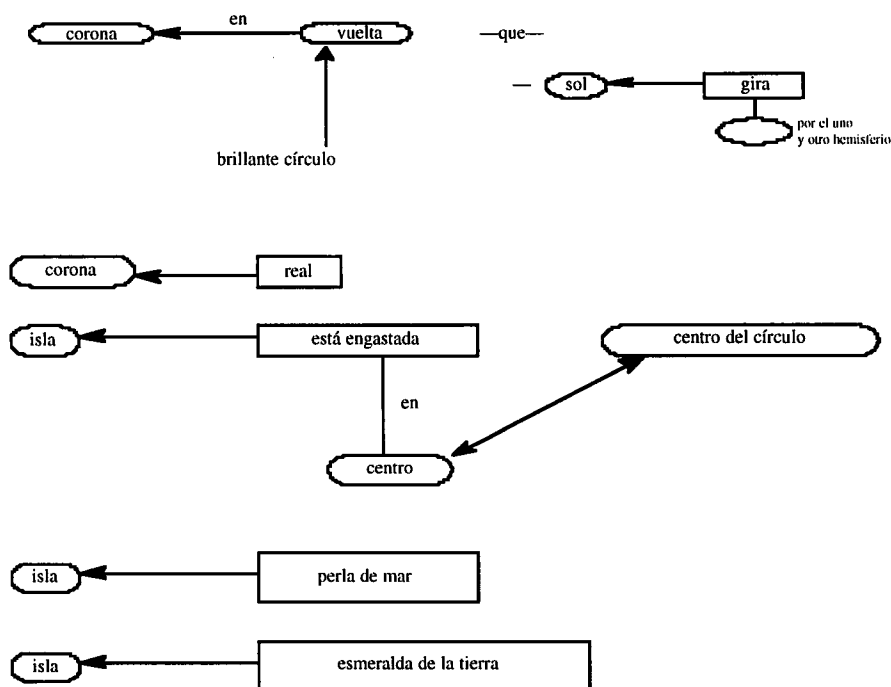 corona
en
vuelta
—que—
brillante círculo
— sol
gira
por el uno
y otro hemisferio
corona
real
isla
está engastada
centro del círculo
en
centro
isla
perla de mar
isla
esmeralda de la tierra